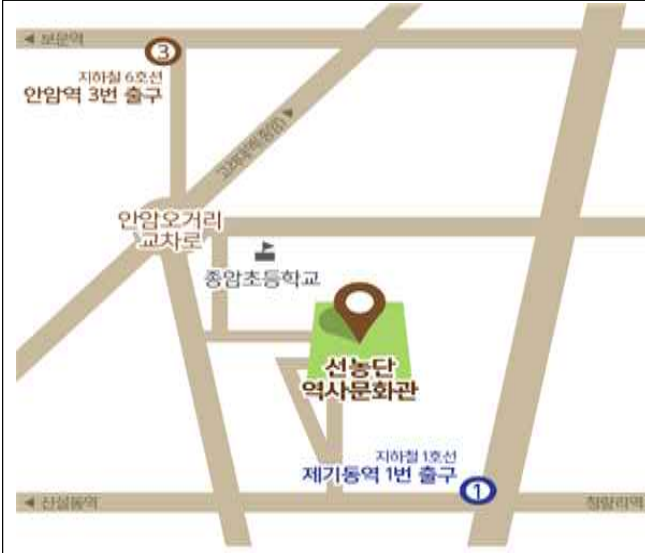 ◀ 보문역
3
지하철 6호선
안암역 3번 출구
안암오거리
교차로
종암초등학교
선농단
역사문화관
지하철 1호선
제기동역 1번 출구
1
◀ 신설동역
청량리역